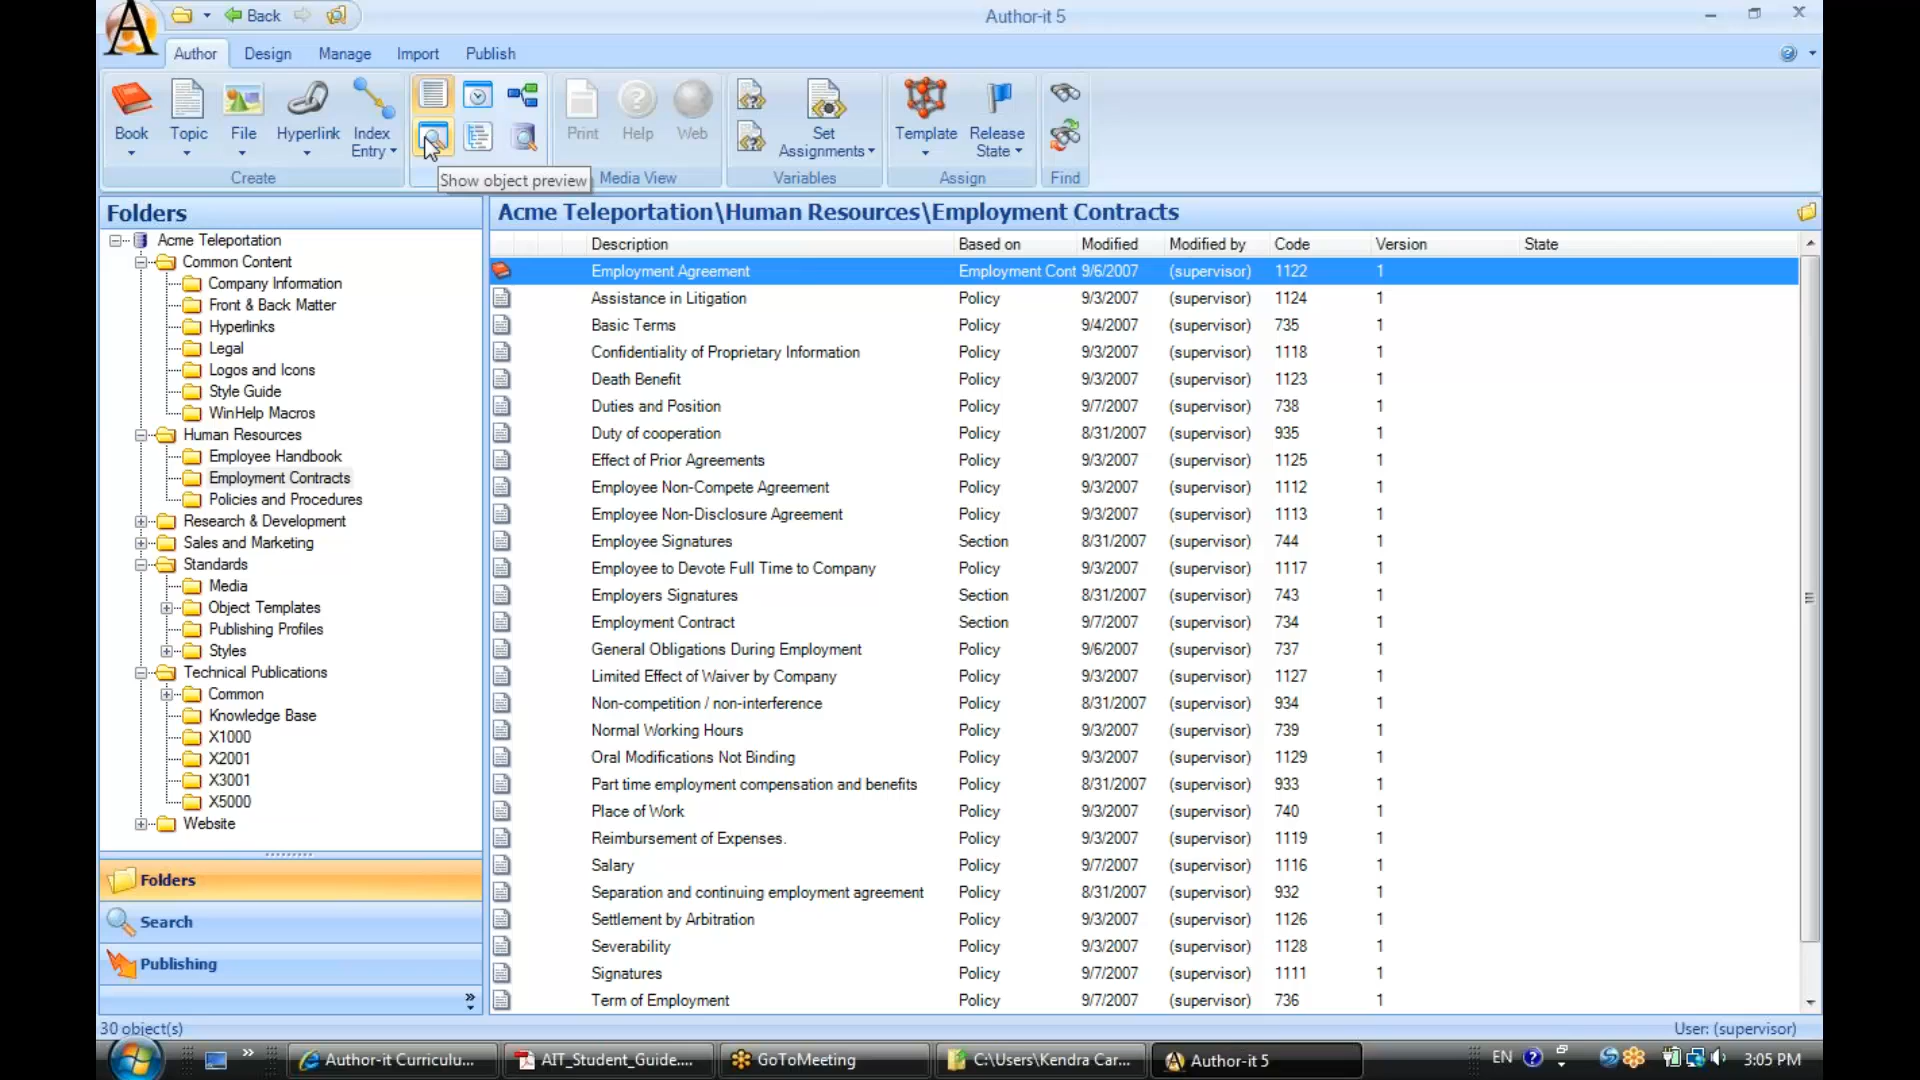 Back
Author-it 5
Author Design Manage Import Publish
Book Topic File Hyperlink Index Entry
Create
Show object preview
Print Help Web
Media View
Set Assignments
Variables
Template Release State
Assign
Find
Folders
Acme Teleportation
Common Content
Company Information
Front & Back Matter
Hyperlinks
Legal
Logos and Icons
Style Guide
WinHelp Macros
Human Resources
Employee Handbook
Employment Contracts
Policies and Procedures
Research & Development
Sales and Marketing
Standards
Media
Object Templates
Publishing Profiles
Styles
Technical Publications
Common
Knowledge Base
X1000
X2001
X3001
X5000
Website
Folders
Search
Publishing
Acme Teleportation\Human Resources\Employment Contracts
Description Based on Modified Modified by Code Version State
Employment Agreement Employment Cont 9/6/2007 (supervisor) 1122 1
Assistance in Litigation Policy 9/3/2007 (supervisor) 1124 1
Basic Terms Policy 9/4/2007 (supervisor) 735 1
Confidentiality of Proprietary Information Policy 9/3/2007 (supervisor) 1118 1
Death Benefit Policy 9/3/2007 (supervisor) 1123 1
Duties and Position Policy 9/7/2007 (supervisor) 738 1
Duty of cooperation Policy 8/31/2007 (supervisor) 935 1
Effect of Prior Agreements Policy 9/3/2007 (supervisor) 1125 1
Employee Non-Compete Agreement Policy 9/3/2007 (supervisor) 1112 1
Employee Non-Disclosure Agreement Policy 9/3/2007 (supervisor) 1113 1
Employee Signatures Section 8/31/2007 (supervisor) 744 1
Employee to Devote Full Time to Company Policy 9/3/2007 (supervisor) 1117 1
Employers Signatures Section 8/31/2007 (supervisor) 743 1
Employment Contract Section 9/7/2007 (supervisor) 734 1
General Obligations During Employment Policy 9/6/2007 (supervisor) 737 1
Limited Effect of Waiver by Company Policy 9/3/2007 (supervisor) 1127 1
Non-competition / non-interference Policy 8/31/2007 (supervisor) 934 1
Normal Working Hours Policy 9/3/2007 (supervisor) 739 1
Oral Modifications Not Binding Policy 9/3/2007 (supervisor) 1129 1
Part time employment compensation and benefits Policy 8/31/2007 (supervisor) 933 1
Place of Work Policy 9/3/2007 (supervisor) 740 1
Reimbursement of Expenses. Policy 9/3/2007 (supervisor) 1119 1
Salary Policy 9/7/2007 (supervisor) 1116 1
Separation and continuing employment agreement Policy 8/31/2007 (supervisor) 932 1
Settlement by Arbitration Policy 9/3/2007 (supervisor) 1126 1
Severability Policy 9/3/2007 (supervisor) 1128 1
Signatures Policy 9/7/2007 (supervisor) 1111 1
Term of Employment Policy 9/7/2007 (supervisor) 736 1
30 object(s) User: (supervisor)
Author-it Curriculu... AIT_Student_Guide.... GoToMeeting C:\Users\Kendra Car... Author-it 5 EN 3:05 PM